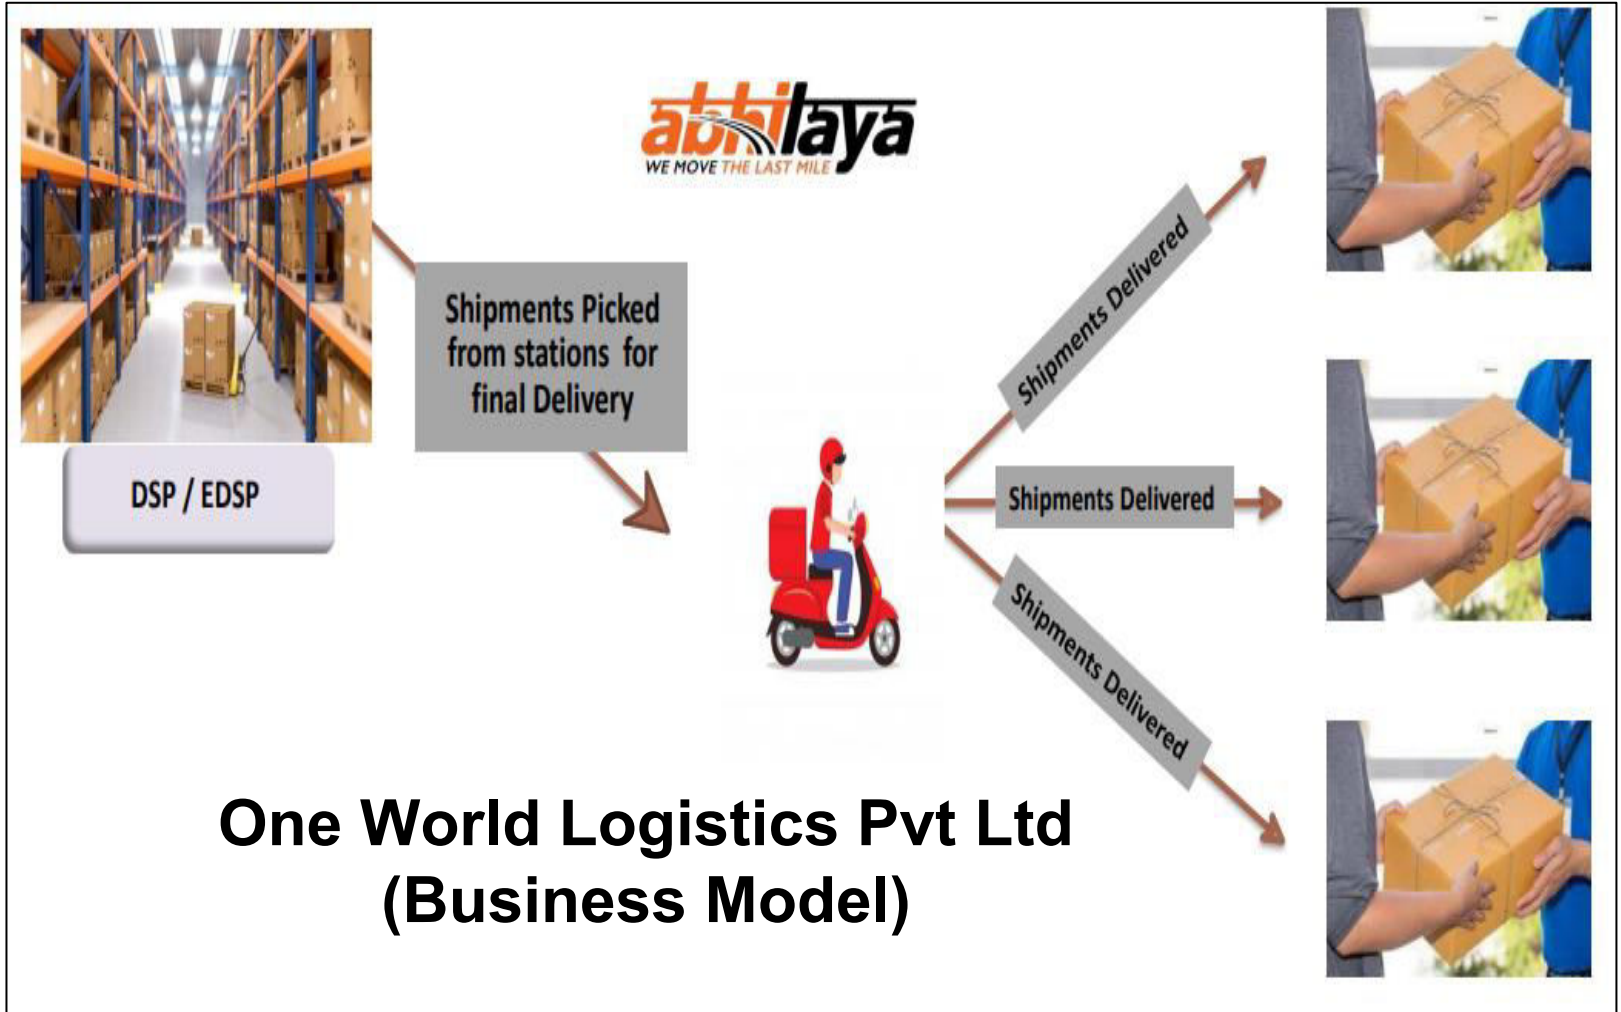 abhilaya
WE MOVE THE LAST MILE
Shipments Picked
from stations for
final Delivery
DSP / EDSP
Shipments Delivered
Shipments Delivered
Shipments Delivered
One World Logistics Pvt Ltd
(Business Model)